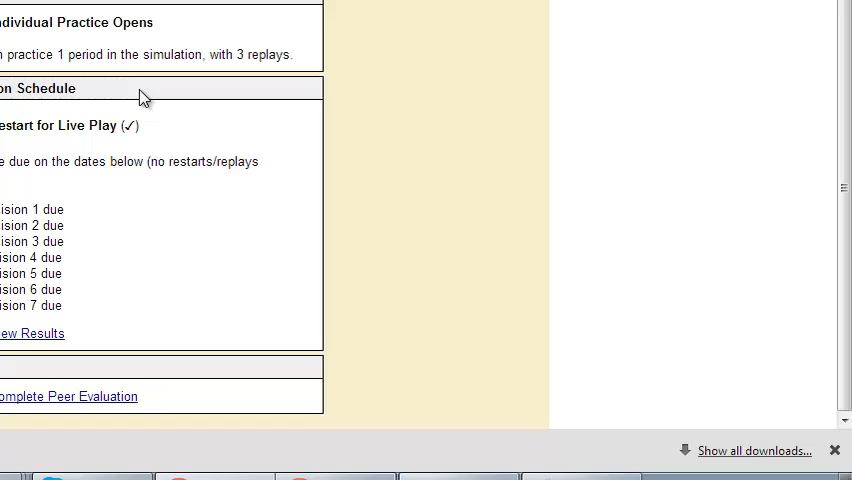 dividual Practice Opens
n practice 1 period in the simulation, with 3 replays.
on Schedule
estart for Live Play (✓)
e due on the dates below (no restarts/replays
ision 1 due
ision 2 due
ision 3 due
ision 4 due
ision 5 due
ision 6 due
ision 7 due
ew Results
omplete Peer Evaluation
Show all downloads...